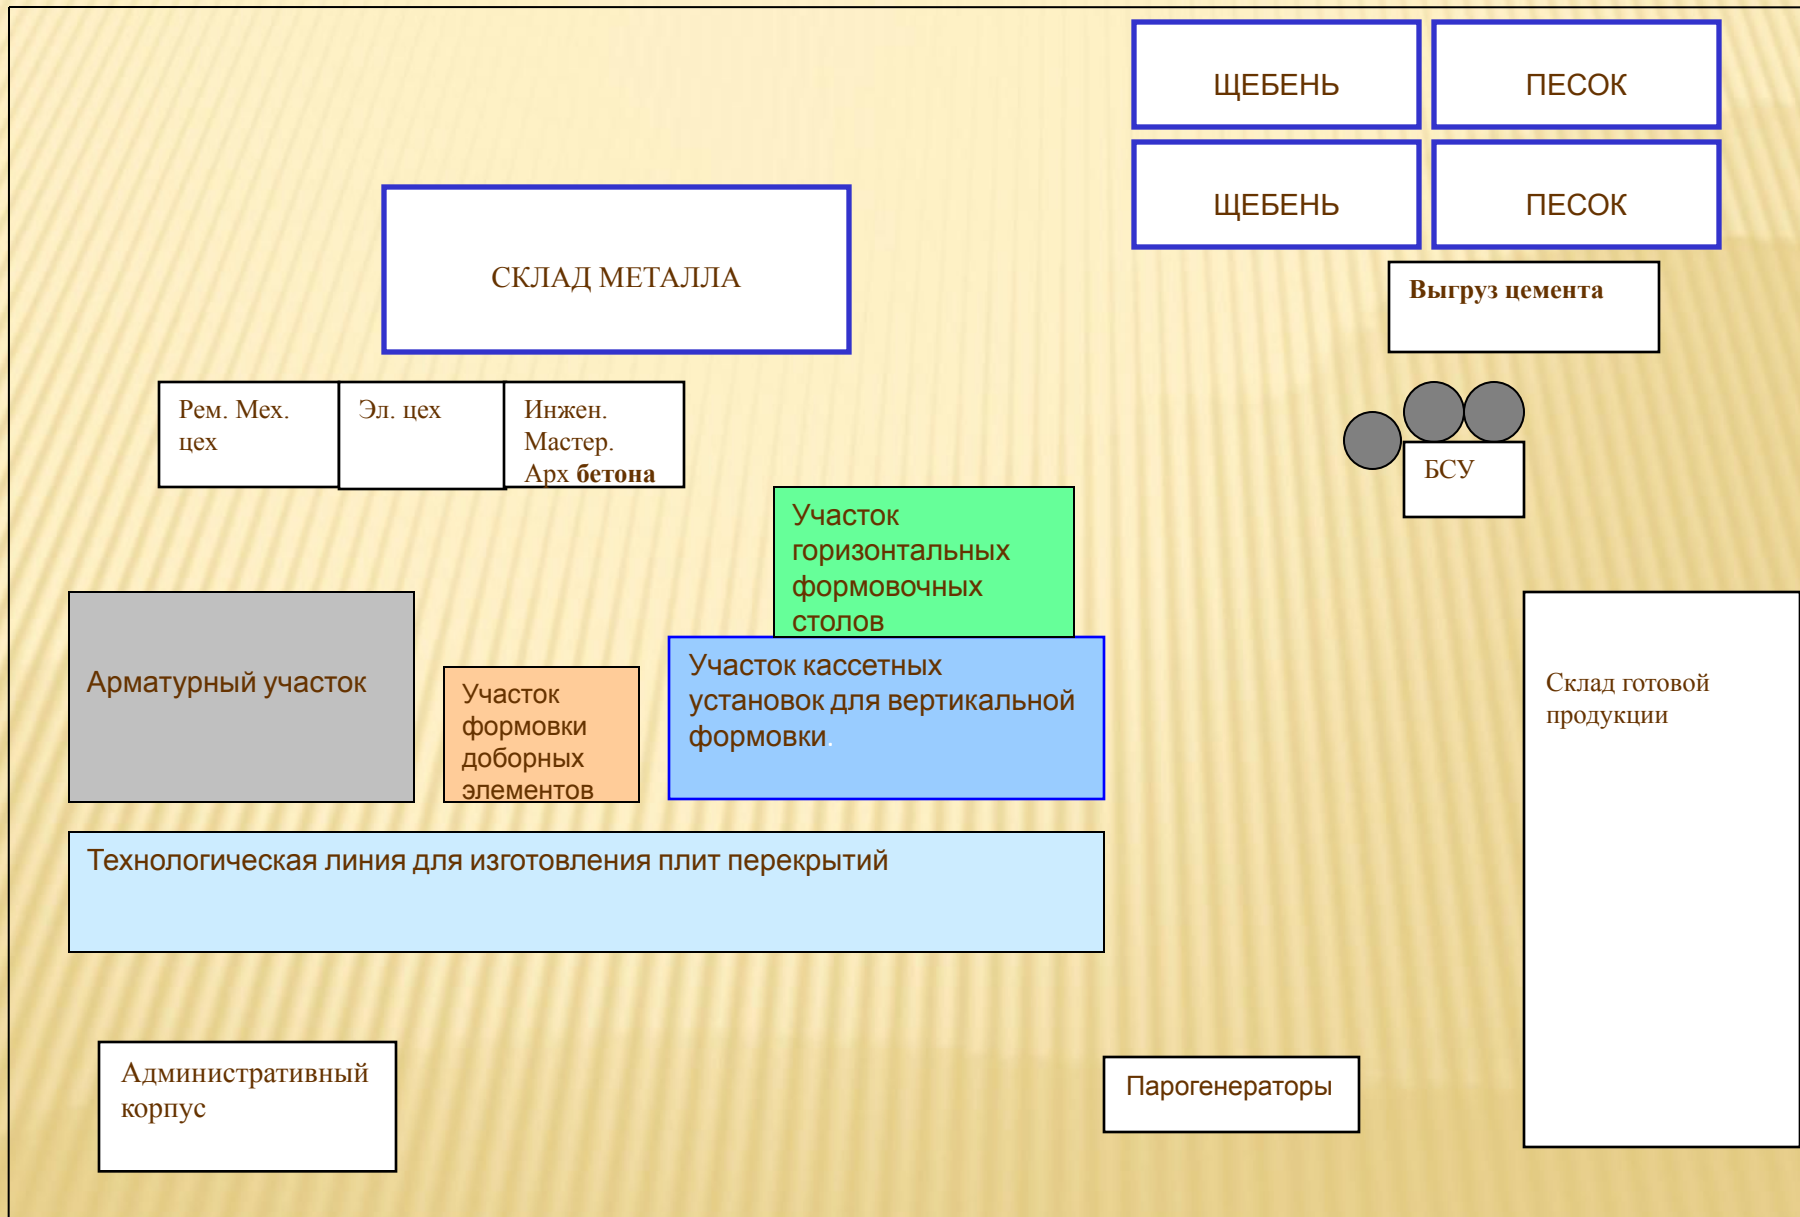 ЩЕБЕНЬ
ПЕСОК
ЩЕБЕНЬ
ПЕСОК
СКЛАД МЕТАЛЛА
Выгруз цемента
Рем. Мех.
цех
Эл. цех
Инжен.
Мастер.
Арх бетона
БСУ
Участок
горизонтальных
формовочных
столов
Арматурный участок
Участок
формовки
доборных
элементов
Участок кассетных
установок для вертикальной
формовки.
Склад готовой
продукции
Технологическая линия для изготовления плит перекрытий
Административный
корпус
Парогенераторы